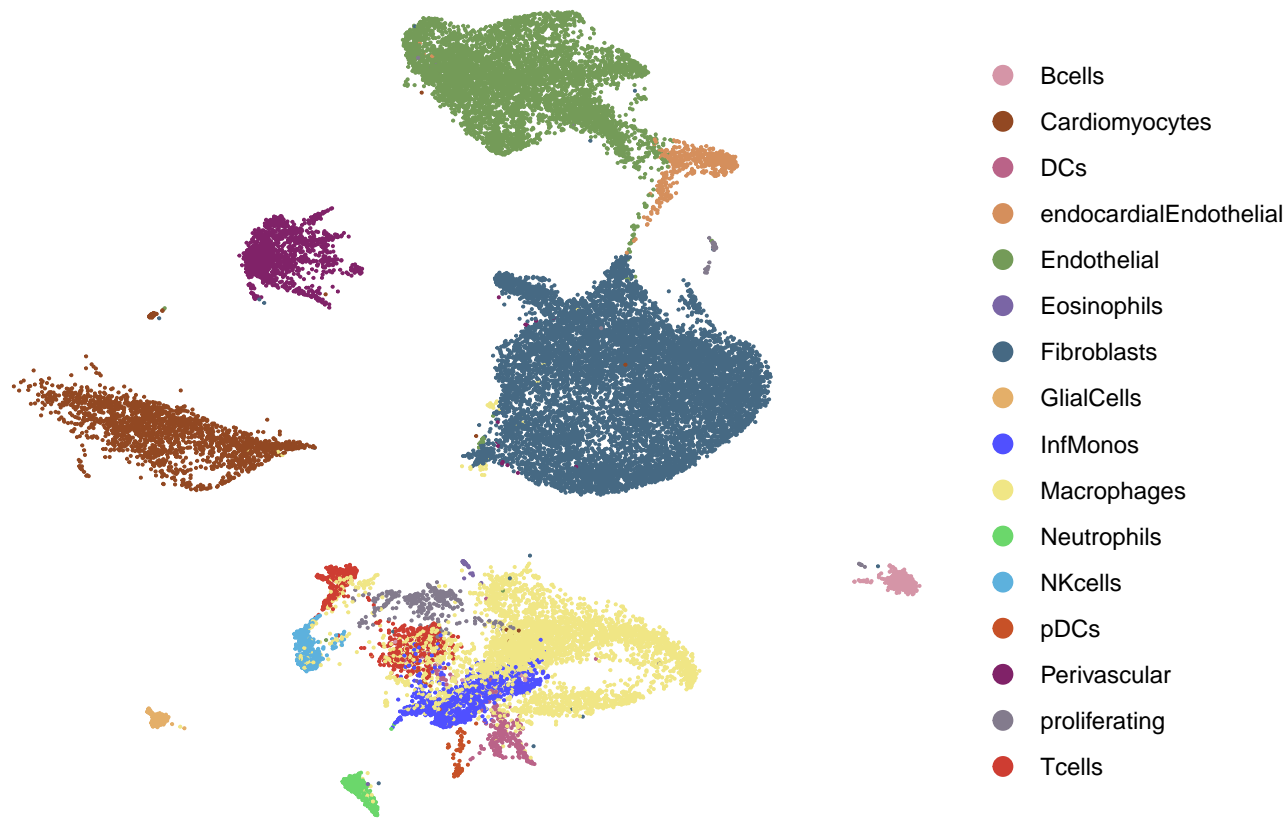 Bcells
Cardiomyocytes
DCs
endocardialEndothelial
Endothelial
Eosinophils
Fibroblasts
GlialCells
InfMonos
Macrophages
Neutrophils
NKcells
pDCs
Perivascular
proliferating
Tcells